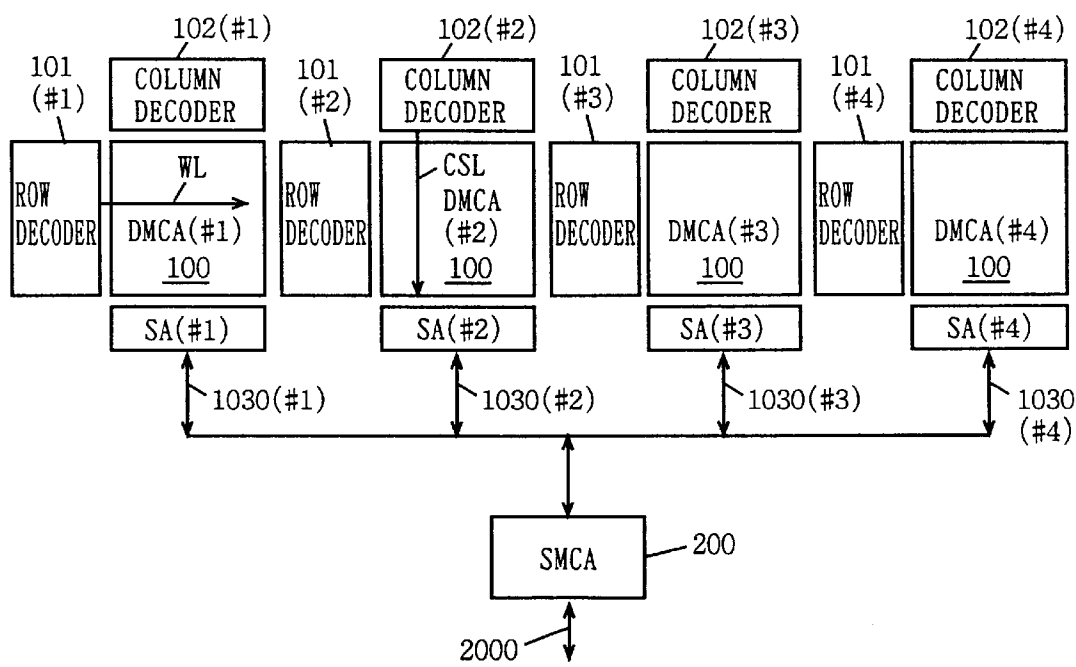 102(#1)
102(#2)
102(#3)
102(#4)
101
(#1)
COLUMN
DECODER
101
(#2)
COLUMN
DECODER
101
(#3)
COLUMN
DECODER
101
(#4)
COLUMN
DECODER
ROW
DECODER
WL
DMCA(#1)
100
ROW
DECODER
CSL
DMCA
(#2)
100
ROW
DECODER
DMCA(#3)
100
ROW
DECODER
DMCA(#4)
100
SA(#1)
SA(#2)
SA(#3)
SA(#4)
1030(#1)
1030(#2)
1030(#3)
1030
(#4)
SMCA
200
2000